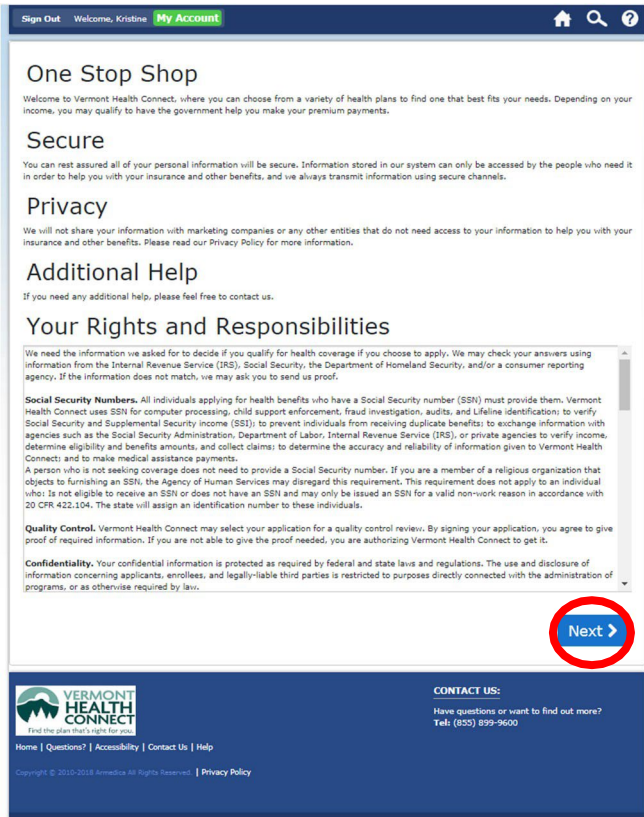 Sign Out Welcome, Kristine My Account
One Stop Shop
Welcome to Vermont Health Connect, where you can choose from a variety of health plans to find one that best fits your needs. Depending on your
income, you may qualify to have the government help you make your premium payments.
Secure
You can rest assured all of your personal information will be secure. Information stored in our system can only be accessed by the people who need it
in order to help you with your insurance and other benefits, and we always transmit information using secure channels.
Privacy
We will not share your information with marketing companies or any other entities that do not need access to your information to help you with your
insurance and other benefits. Please read our Privacy Policy for more information.
Additional Help
If you need any additional help, please feel free to contact us.
Your Rights and Responsibilities
We need the information we asked for to decide if you qualify for health coverage if you choose to apply. We may check your answers using
information from the Internal Revenue Service (IRS), Social Security, the Department of Homeland Security, and/or a consumer reporting
agency. If the information does not match, we may ask you to send us proof.
Social Security Numbers. All individuals applying for health benefits who have a Social Security number (SSN) must provide them. Vermont
Health Connect uses SSN for computer processing, child support enforcement, fraud investigation, audits, and Lifeline identification; to verify
Social Security and Supplemental Security income (SSI); to prevent individuals from receiving duplicate benefits; to exchange information with
agencies such as the Social Security Administration, Department of Labor, Internal Revenue Service (IRS), or private agencies to verify income,
determine eligibility and benefits amounts, and collect claims; to determine the accuracy and reliability of information given to Vermont Health
Connect; and to make medical assistance payments.
A person who is not seeking coverage does not need to provide a Social Security number. If you are a member of a religious organization that
objects to furnishing an SSN, the Agency of Human Services may disregard this requirement. This requirement does not apply to an individual
who: Is not eligible to receive an SSN or does not have an SSN and may only be issued an SSN for a valid non-work reason in accordance with
20 CFR 422.104. The state will assign an identification number to these individuals.
Quality Control. Vermont Health Connect may select your application for a quality control review. By signing your application, you agree to give
proof of required information. If you are not able to give the proof needed, you are authorizing Vermont Health Connect to get it.
Confidentiality. Your confidential information is protected as required by federal and state laws and regulations. The use and disclosure of
information concerning applicants, enrollees, and legally-liable third parties is restricted to purposes directly connected with the administration of
programs, or as otherwise required by law.
Next
VERMONT
HEALTH
CONNECT
Find the plan that's right for you.
CONTACT US:
Have questions or want to find out more?
Tel: (855) 899-9600
Home | Questions? | Accessibility | Contact Us | Help
Copyright © 2010-2018 Armedica All Rights Reserved. | Privacy Policy